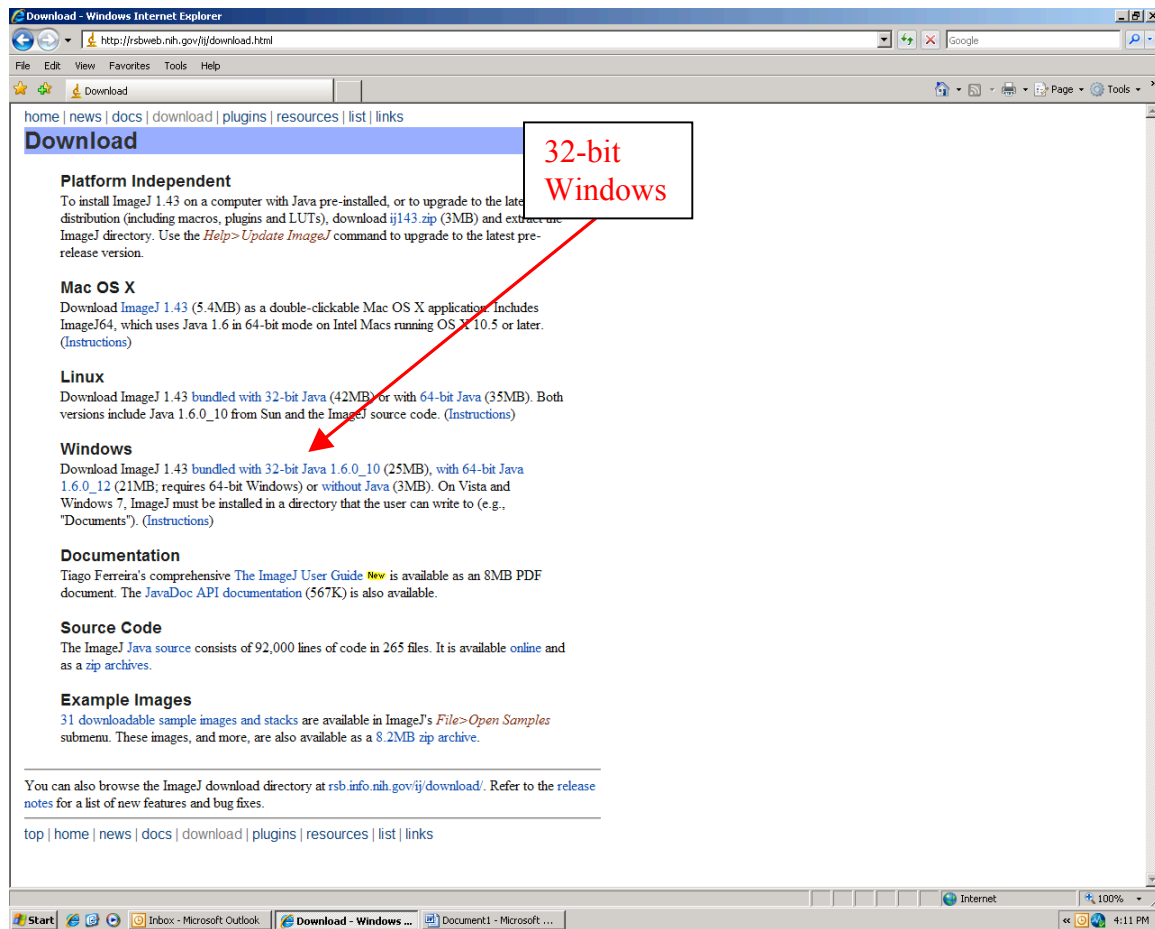 Download - Windows Internet Explorer
http://rsbweb.nih.gov/ij/download.html
Google
File Edit View Favorites Tools Help
Download
Page Tools
home | news | docs | download | plugins | resources | list | links
Download
32-bit
Windows
Platform Independent
To install ImageJ 1.43 on a computer with Java pre-installed, or to upgrade to the
distribution (including macros, plugins and LUTs), download ij143.zip (3MB) and extract the
ImageJ directory. Use the Help>Update ImageJ command to upgrade to the latest pre-
release version.
Mac OS X
Download ImageJ 1.43 (5.4MB) as a double-clickable Mac OS X application. Includes
ImageJ64, which uses Java 1.6 in 64-bit mode on Intel Macs running OS X 10.5 or later.
(Instructions)
Linux
Download ImageJ 1.43 bundled with 32-bit Java (42MB) or with 64-bit Java (35MB). Both
versions include Java 1.6.0_10 from Sun and the ImageJ source code. (Instructions)
Windows
Download ImageJ 1.43 bundled with 32-bit Java 1.6.0_10 (25MB), with 64-bit Java
1.6.0_12 (21MB; requires 64-bit Windows) or without Java (3MB). On Vista and
Windows 7, ImageJ must be installed in a directory that the user can write to (e.g.,
"Documents"). (Instructions)
Documentation
Tiago Ferreira's comprehensive The ImageJ User Guide New is available as an 8MB PDF
document. The JavaDoc API documentation (567K) is also available.
Source Code
The ImageJ Java source consists of 92,000 lines of code in 265 files. It is available online and
as a zip archives.
Example Images
31 downloadable sample images and stacks are available in ImageJ's File>Open Samples
submenu. These images, and more, are also available as a 8.2MB zip archive.
You can also browse the ImageJ download directory at rsb.info.nih.gov/ij/download/. Refer to the release
notes for a list of new features and bug fixes.
top | home | news | docs | download | plugins | resources | list | links
Internet 100%
Start Inbox - Microsoft Outlook Download - Windows ... Document1 - Microsoft ... 4:11 PM